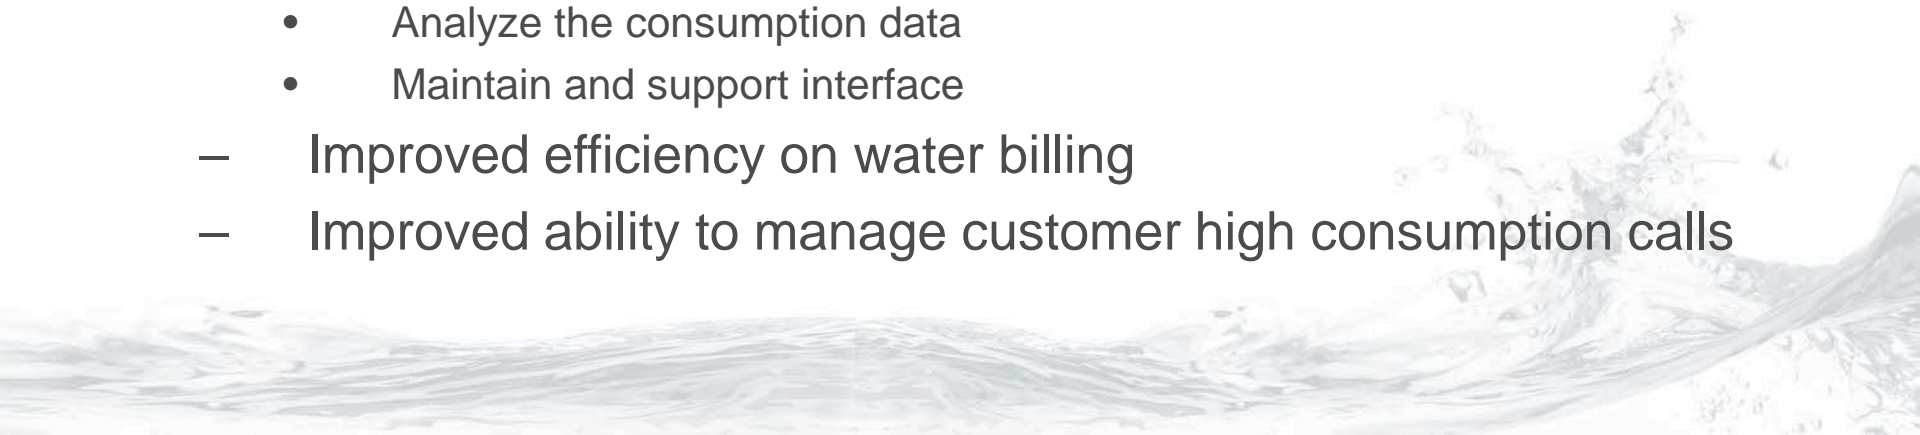 • Analyze the consumption data
• Maintain and support interface
– Improved efficiency on water billing
– Improved ability to manage customer high consumption calls